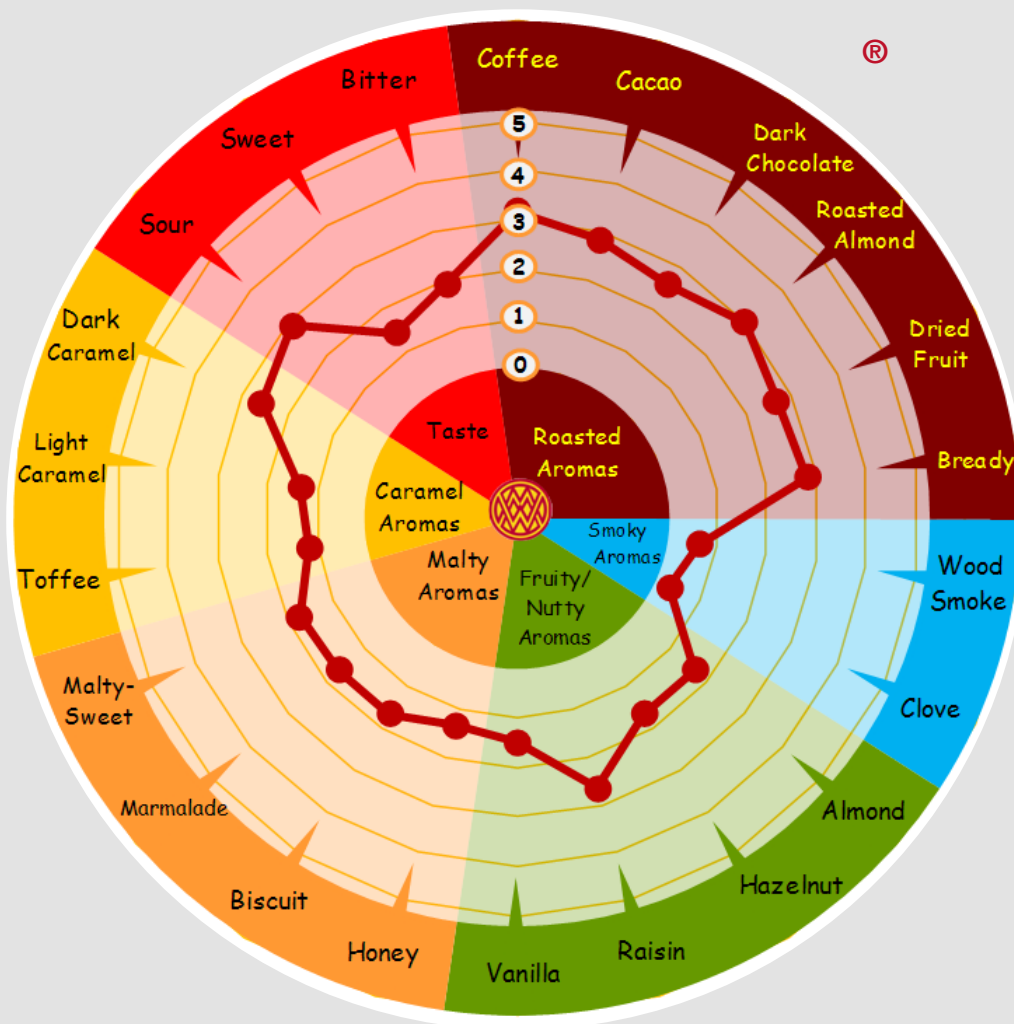 ®
Coffee
Cacao
Dark
Chocolate
Roasted
Almond
Dried
Fruit
Bready
Wood
Smoke
Clove
Almond
Hazelnut
Raisin
Vanilla
Honey
Biscuit
Marmalade
Malty-
Sweet
Toffee
Light
Caramel
Dark
Caramel
Sour
Sweet
Bitter
5
4
3
2
1
0
Taste
Roasted
Aromas
Smoky
Aromas
Fruity/
Nutty
Aromas
Malty
Aromas
Caramel
Aromas